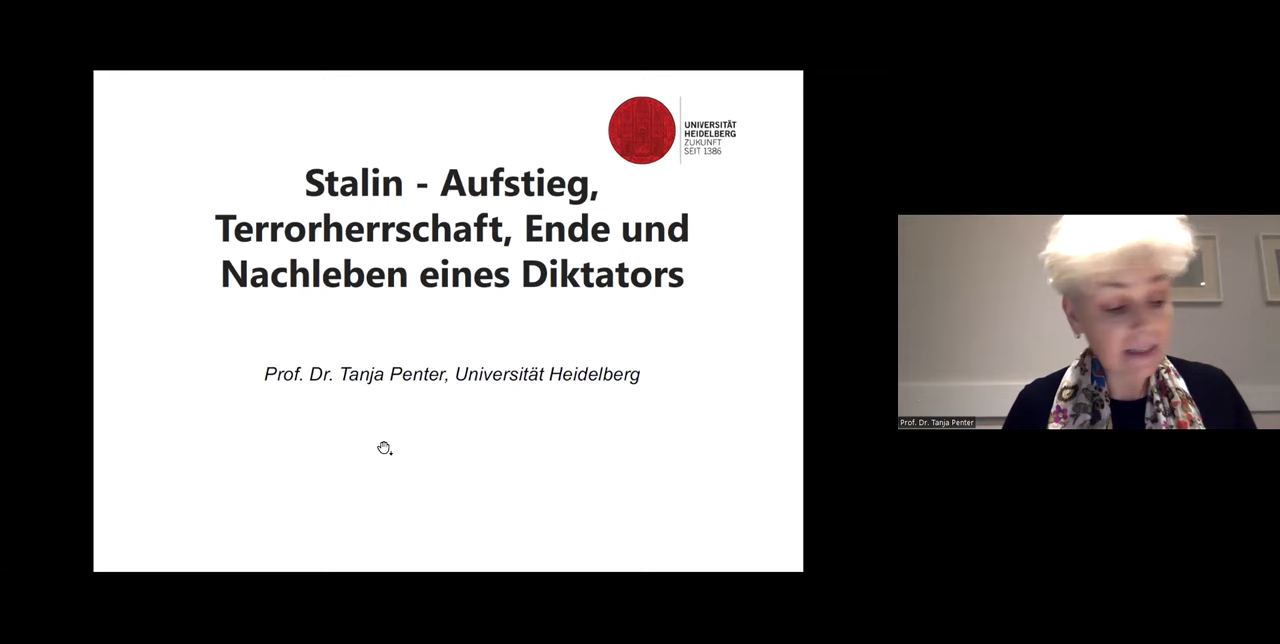 UNIVERSITÄT
HEIDELBERG
ZUKUNFT
SEIT 1386
Stalin - Aufstieg,
Terrorherrschaft, Ende und
Nachleben eines Diktators
Prof. Dr. Tanja Penter, Universität Heidelberg
Prof. Dr. Tanja Penter